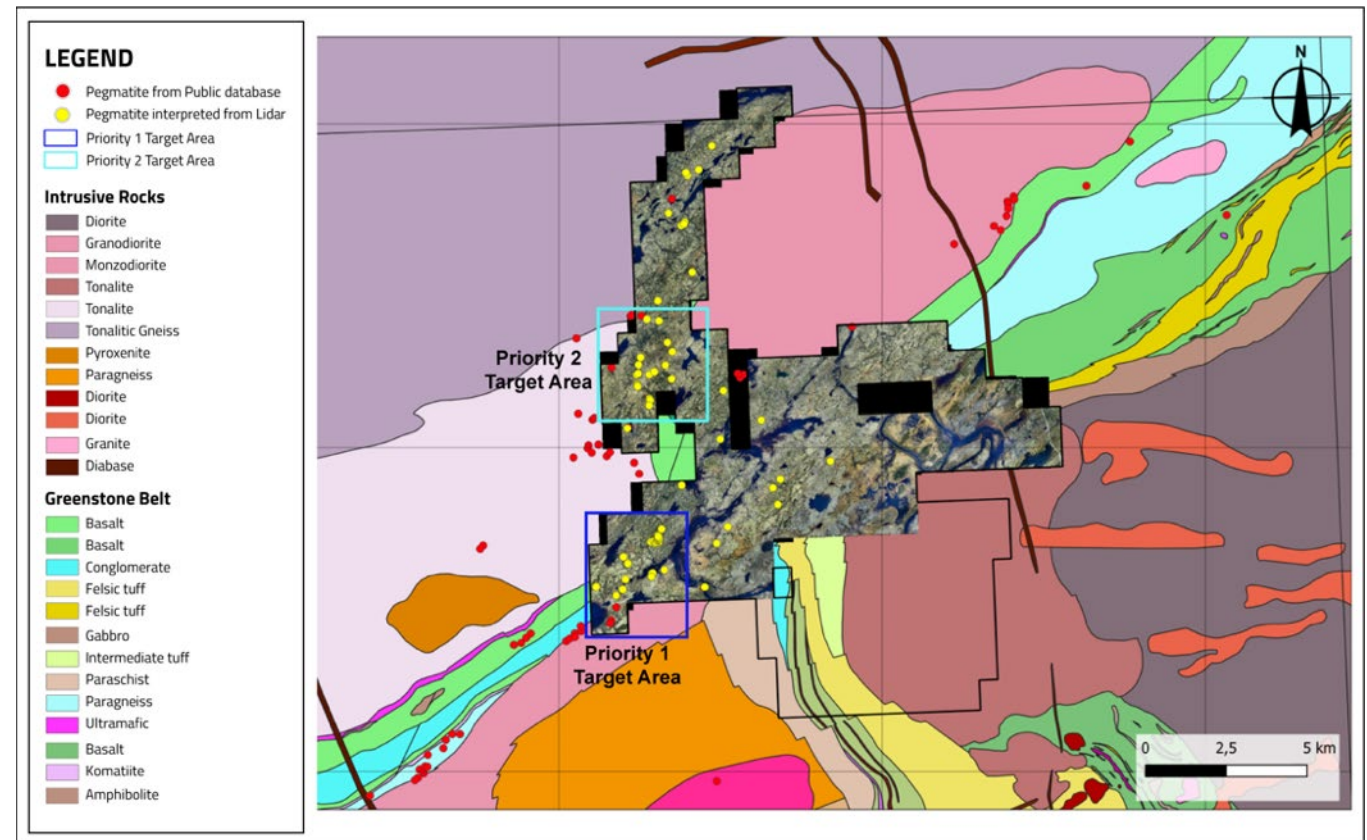 LEGEND
Pegmatite from Public database
Pegmatite interpreted from Lidar
Priority 1 Target Area
Priority 2 Target Area
Intrusive Rocks
Diorite
Granodiorite
Monzodiorite
Tonalite
Tonalite
Tonalitic Gneiss
Pyroxenite
Paragneiss
Diorite
Diorite
Granite
Diabase
Greenstone Belt
Basalt
Basalt
Conglomerate
Felsic tuff
Felsic tuff
Gabbro
Intermediate tuff
Paraschist
Paragneiss
Ultramafic
Basalt
Komatiite
Amphibolite
N
Priority 2
Target Area
Priority 1
Target Area
0 2,5 5 km